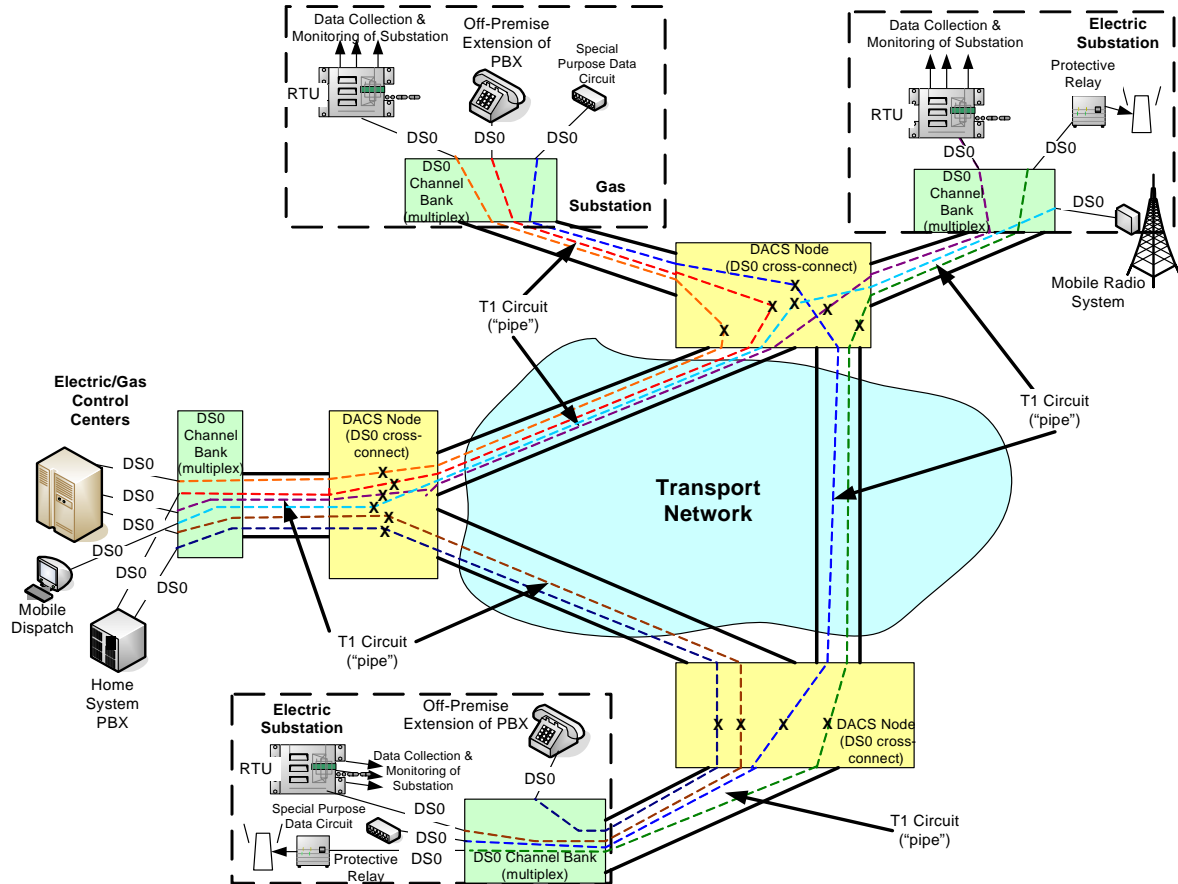 Data Collection &
Monitoring of Substation
RTU
Off-Premise
Extension of
PBX
Special
Purpose Data
Circuit
DS0
DS0
DS0
DS0
Channel
Bank
(multiplex)
Gas
Substation
Data Collection &
Monitoring of Substation
Electric
Substation
Protective
Relay
RTU
DS0
DS0
DS0
Channel
Bank
(multiplex)
DS0
Mobile Radio
System
DACS Node
(DS0 cross-connect)
X
X
X
X
X
X
T1 Circuit
(“pipe”)
T1 Circuit
(“pipe”)
Electric/Gas
Control
Centers
DS0
DS0
DS0
DS0
DS0
DS0
Mobile
Dispatch
Home
System
PBX
DS0
Channel
Bank
(multiplex)
DACS Node
(DS0 cross-
connect)
X
X
X
X
X
X
Transport
Network
T1 Circuit
(“pipe”)
X
X
X
X
DACS Node
(DS0 cross-
connect)
T1 Circuit
(“pipe”)
Electric
Substation
Off-Premise
Extension of PBX
RTU
Data Collection &
Monitoring of
Substation
DS0
Special Purpose
Data Circuit
DS0
DS0
DS0
Protective
Relay
DS0 Channel Bank
(multiplex)